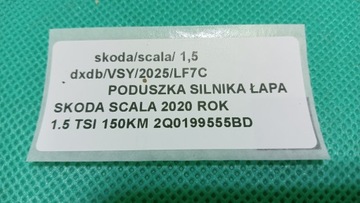 skoda/scala/ 1,5
dxdb/VSY/2025/LF7C
PODUSZKA SILNIKA ŁAPA
SKODA SCALA 2020 ROK
1.5 TSI 150KM 2Q0199555BD